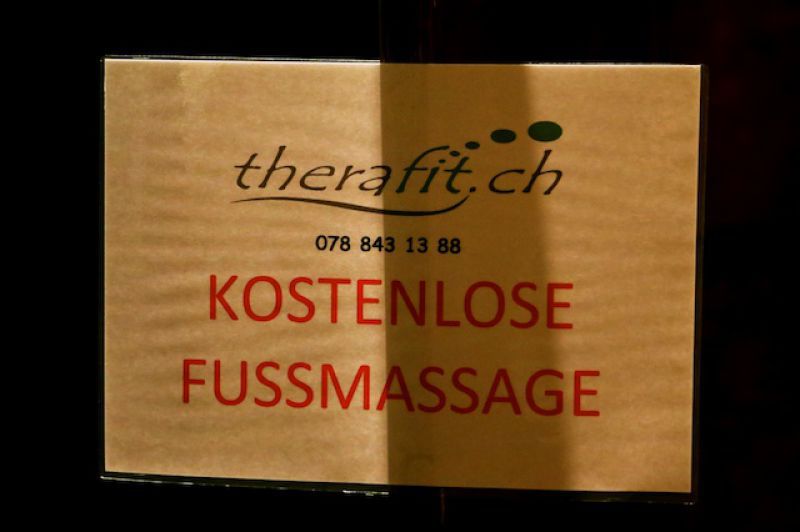 therafit.ch
078 843 13 88
KOSTENLOSE
FUSSMASSAGE